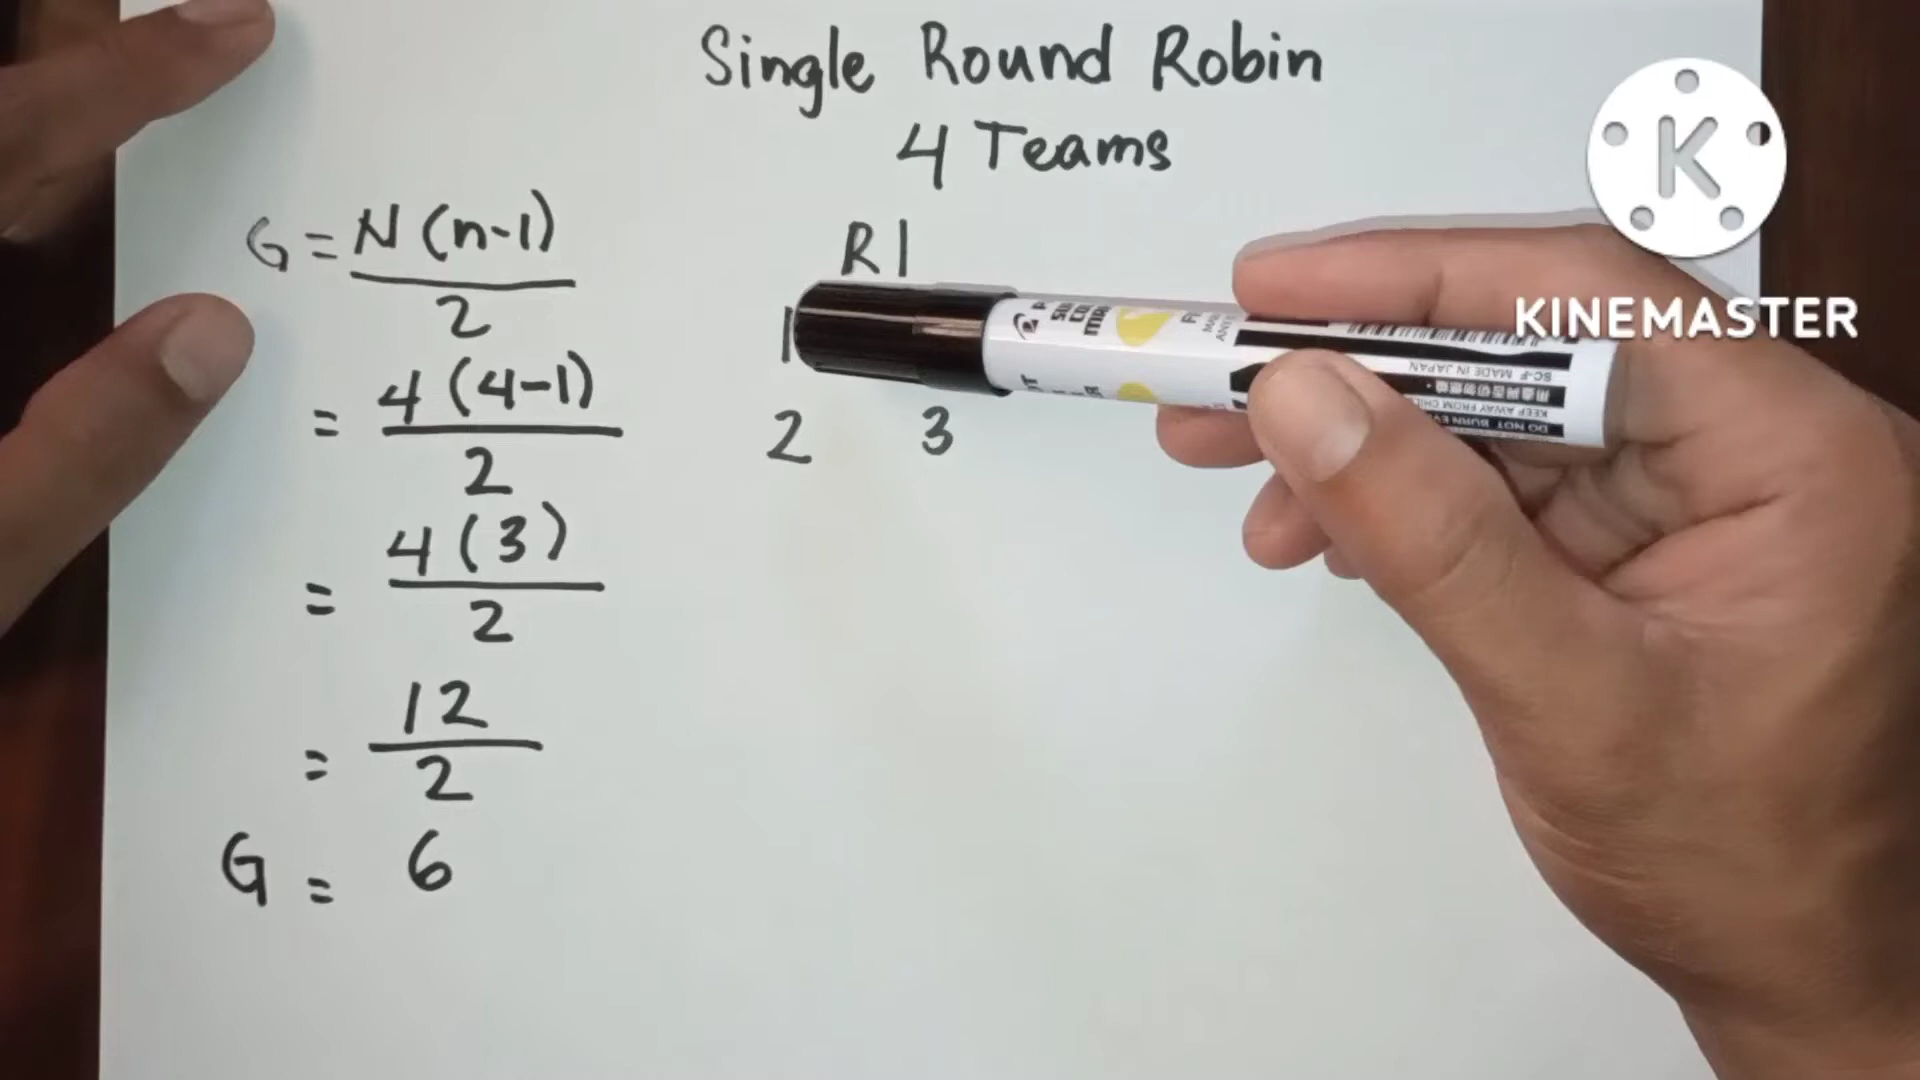 Single Round Robin
4 Teams
G = N (n-1)
2
= 4 (4-1)
2
= 4 (3)
2
= 12
2
G = 6
R1
1
2 3
K
KINEMASTER
SC-F MADE IN JAPAN
KEEP AWAY FROM
DO NOT BURN